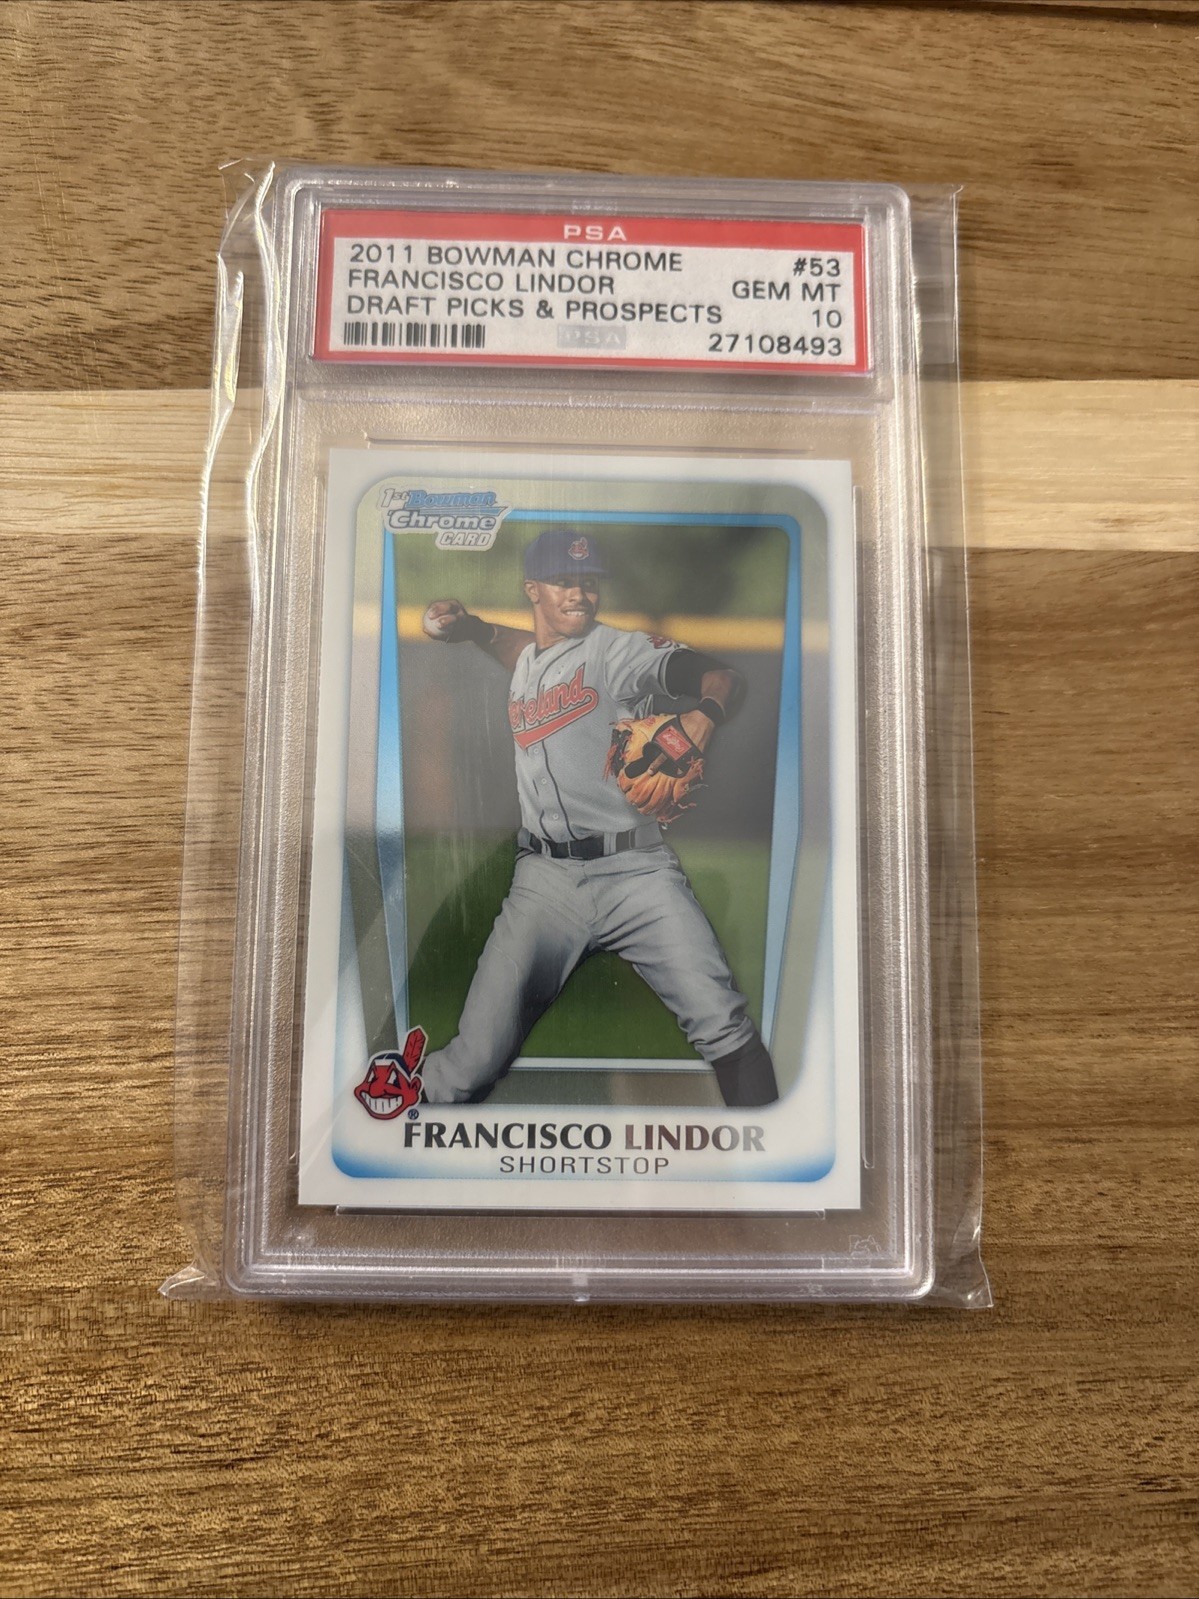 PSA
2011 BOWMAN CHROME #53
FRANCISCO LINDOR GEM MT
DRAFT PICKS & PROSPECTS 10
PSA 27108493
1st Bowman
Chrome
CARD
Cleveland
®
FRANCISCO LINDOR
SHORTSTOP